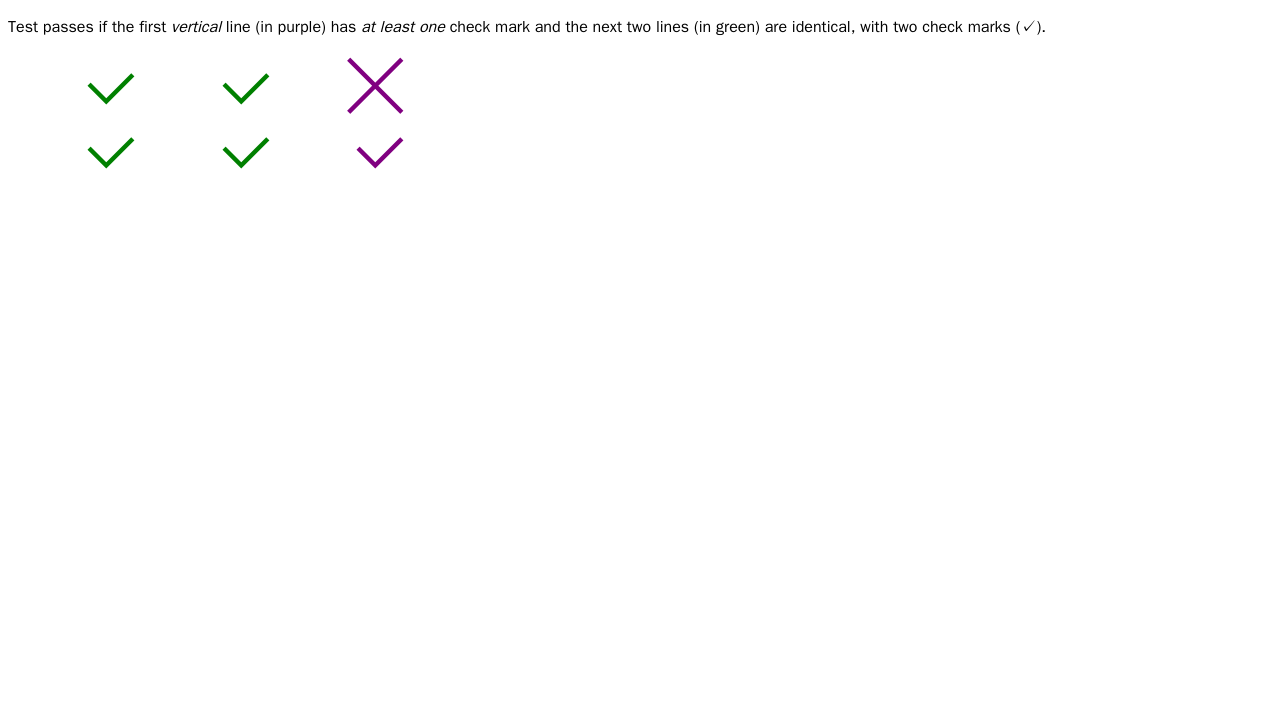 Test passes if the first vertical line (in purple) has at least one check mark and the next two lines (in green) are identical, with two check marks (✓).
✓ ✓ ╳
✓ ✓ ✓